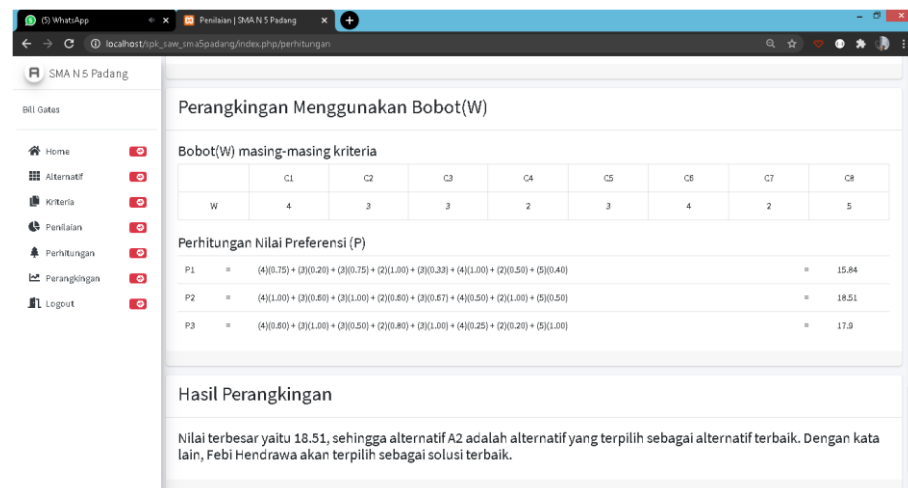 (5) WhatsApp
Penilaian | SMA N 5 Padang
localhost/spk_saw_sma5padang/index.php/perhitungan
SMA N 5 Padang
Bill Gates
Home
Alternatif
Kriteria
Penilaian
Perhitungan
Perangkingan
Logout
Perangkingan Menggunakan Bobot(W)
Bobot(W) masing-masing kriteria
C1 C2 C3 C4 C5 C6 C7 C8
W 4 3 3 2 3 4 2 5
Perhitungan Nilai Preferensi (P)
P1 = (4)(0.75) + (3)(0.20) + (3)(0.75) + (2)(1.00) + (3)(0.33) + (4)(1.00) + (2)(0.50) + (5)(0.40) = 15.84
P2 = (4)(1.00) + (3)(0.60) + (3)(1.00) + (2)(0.60) + (3)(0.67) + (4)(0.50) + (2)(1.00) + (5)(0.50) = 18.51
P3 = (4)(0.60) + (3)(1.00) + (3)(0.50) + (2)(0.80) + (3)(1.00) + (4)(0.25) + (2)(0.20) + (5)(1.00) = 17.9
Hasil Perangkingan
Nilai terbesar yaitu 18.51, sehingga alternatif A2 adalah alternatif yang terpilih sebagai alternatif terbaik. Dengan kata
lain, Febi Hendrawa akan terpilih sebagai solusi terbaik.